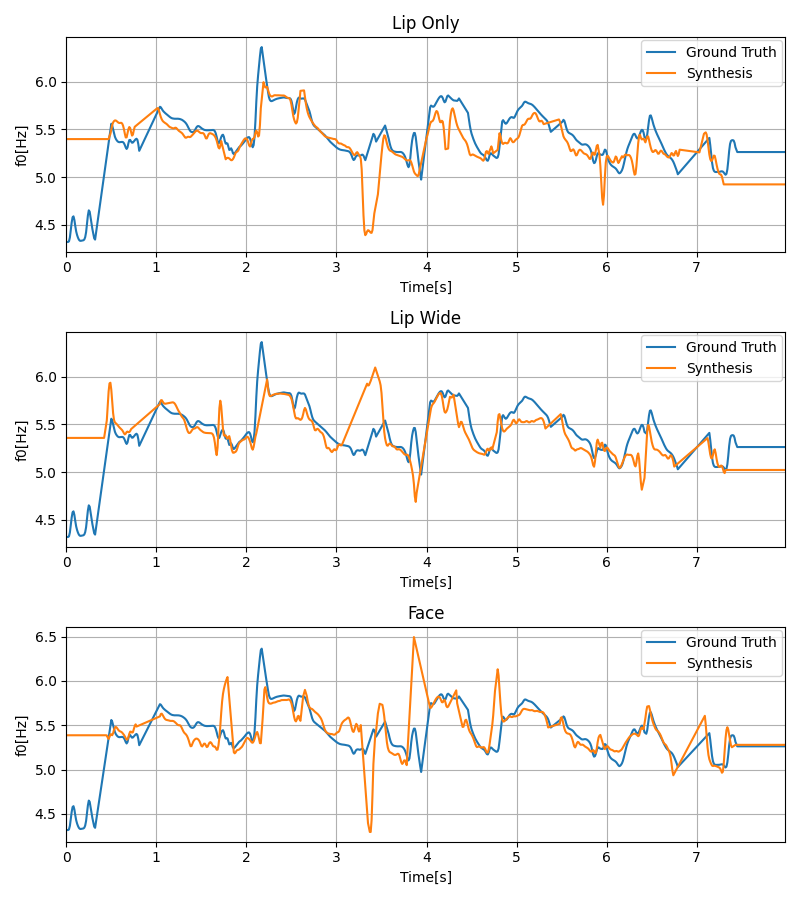 Lip Only
Ground Truth
Synthesis
6.0
5.5
5.0
4.5
f0[Hz]
0 1 2 3 4 5 6 7
Time[s]
Lip Wide
Ground Truth
Synthesis
6.0
5.5
5.0
4.5
f0[Hz]
0 1 2 3 4 5 6 7
Time[s]
Face
Ground Truth
Synthesis
6.5
6.0
5.5
5.0
4.5
f0[Hz]
0 1 2 3 4 5 6 7
Time[s]